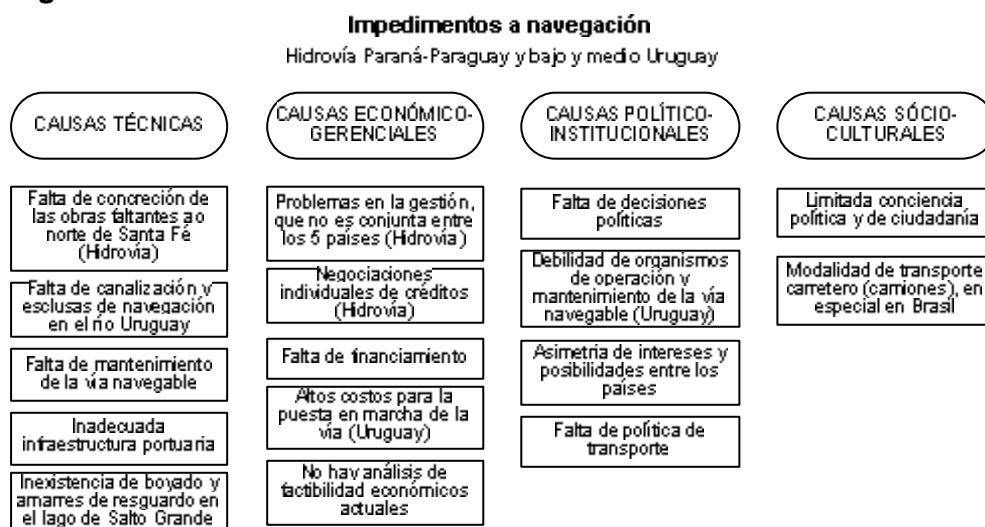 Impedimentos a navegación
Hidrovía Paraná-Paraguay y bajo y medio Uruguay
CAUSAS TÉCNICAS
Falta de concreción de
las obras faltantes ao
norte de Santa Fé
(Hidrovía)
Falta de canalización y
esclusas de navegación
en el río Uruguay
Falta de mantenimiento
de la vía navegable
Inadecuada
infraestructura portuaria
Inexistencia de boyado y
amarres de resguardo en
el lago de Salto Grande
CAUSAS ECONÓMICO-
GERENCIALES
Problemas en la gestión,
que no es conjunta entre
los 5 países (Hidrovía)
Negociaciones
individuales de créditos
(Hidrovía)
Falta de financiamiento
Altos costos para la
puesta en marcha de la
vía (Uruguay)
No hay análisis de
factibilidad económicos
actuales
CAUSAS POLÍTICO-
INSTITUCIONALES
Falta de decisiones
políticas
Debilidad de organismos
de operación y
mantenimiento de la vía
navegable (Uruguay)
Asimetria de intereses y
posibilidades entre los
países
Falta de política de
transporte
CAUSAS SÓCIO-
CULTURALES
Limitada conciencia
política y de ciudadanía
Modalidad de transporte
carretero (camiones), en
especial en Brasil